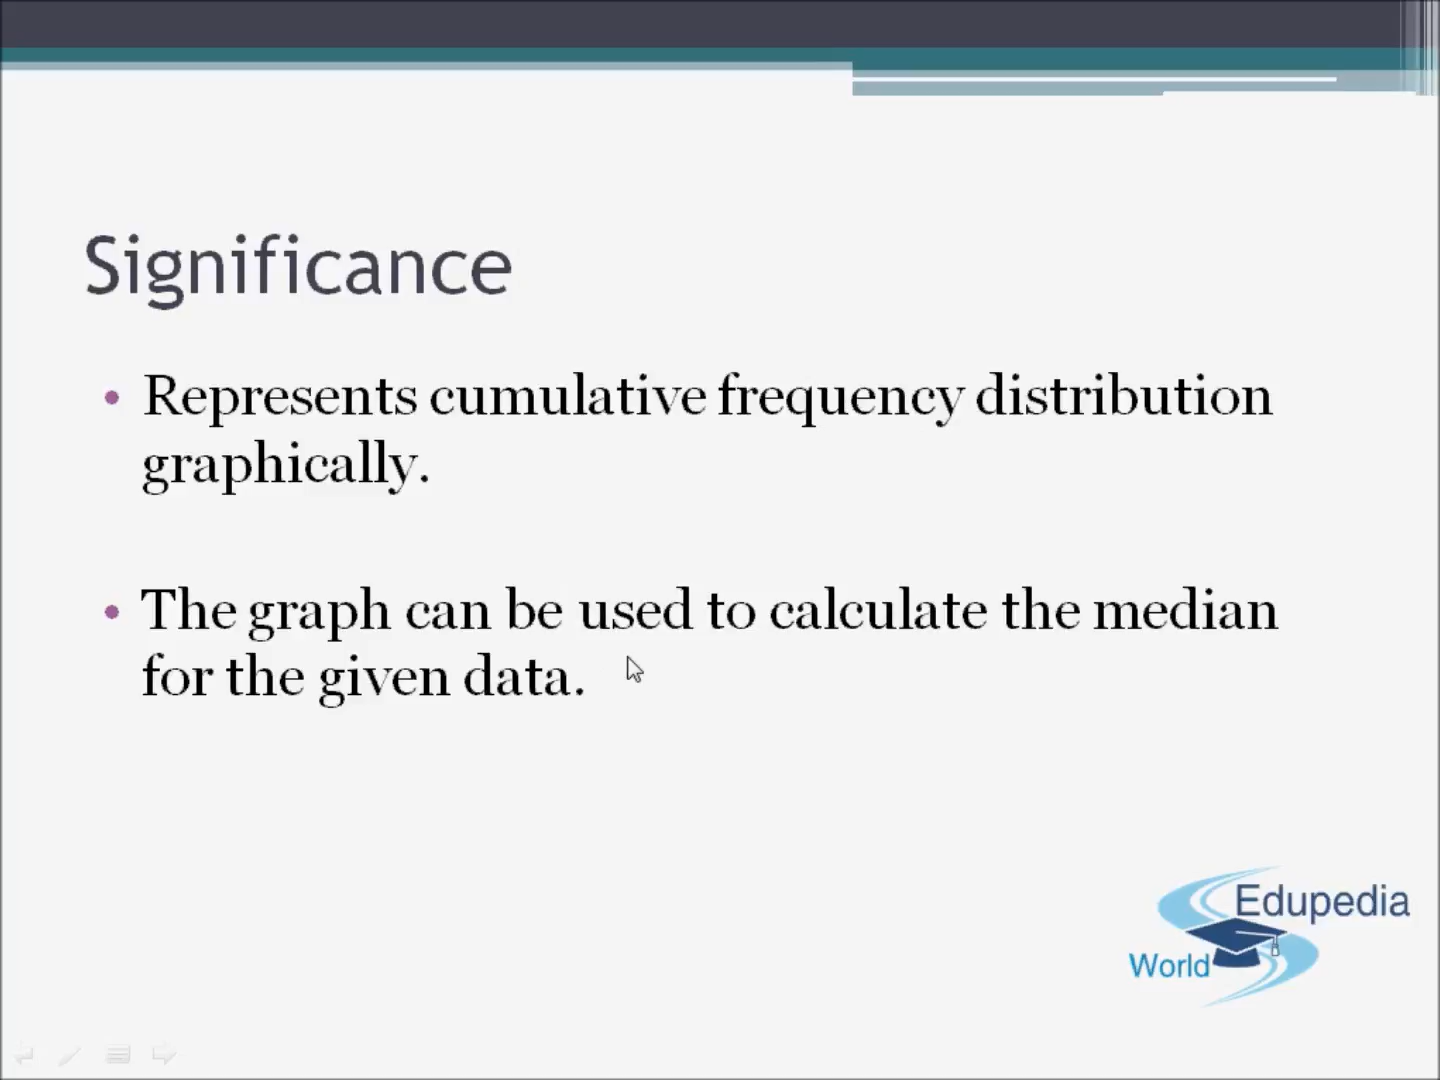 Significance
• Represents cumulative frequency distribution
graphically.
• The graph can be used to calculate the median
for the given data.
Edupedia
World